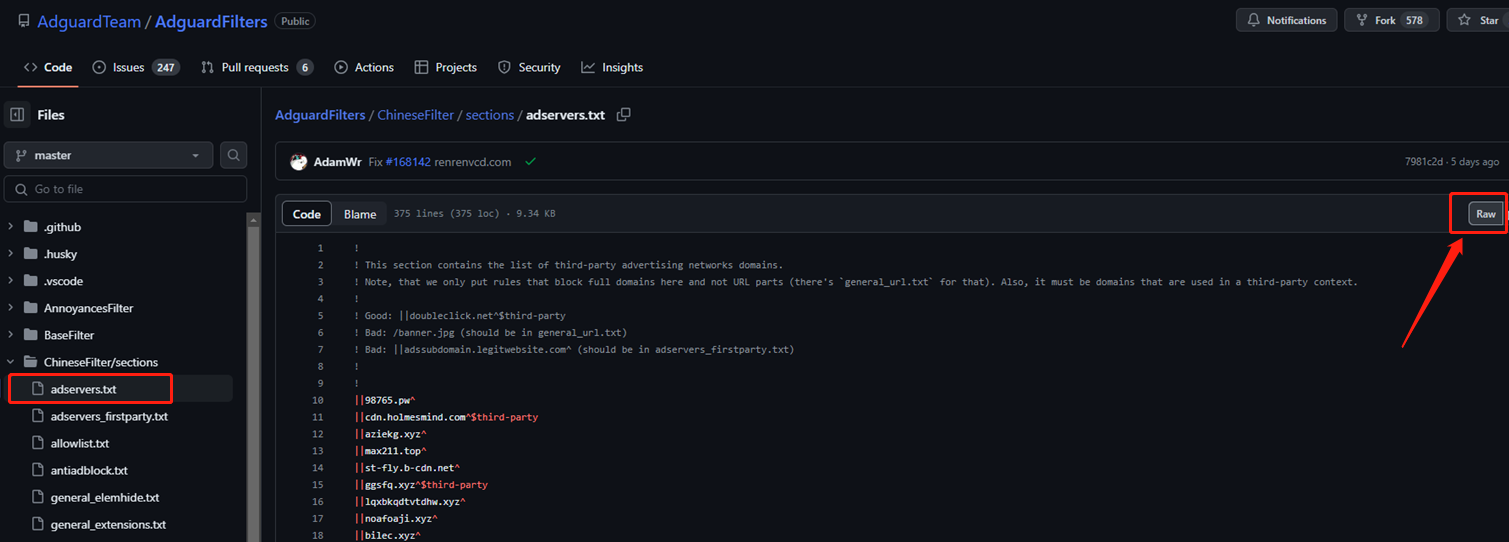 AdguardTeam / AdguardFilters Public
Notifications Fork 578 Star
Code Issues 247 Pull requests 6 Actions Projects Security Insights
Files
master
Go to file
.github
.husky
.vscode
AnnoyancesFilter
BaseFilter
ChineseFilter/sections
adservers.txt
adservers_firstparty.txt
allowlist.txt
antiadblock.txt
general_elemhide.txt
general_extensions.txt
AdguardFilters / ChineseFilter / sections / adservers.txt
AdamWr Fix #168142 renrenvcd.com 7981c2d · 5 days ago
Code Blame 375 lines (375 loc) · 9.34 KB Raw
1 !
2 ! This section contains the list of third-party advertising networks domains.
3 ! Note, that we only put rules that block full domains here and not URL parts (there's `general_url.txt` for that). Also, it must be domains that are used in a third-party context.
4 !
5 ! Good: ||doubleclick.net^$third-party
6 ! Bad: /banner.jpg (should be in general_url.txt)
7 ! Bad: ||adssubdomain.legitwebsite.com^ (should be in adservers_firstparty.txt)
8 !
9 !
10 ||98765.pw^
11 ||cdn.holmesmind.com^$third-party
12 ||aziekg.xyz^
13 ||max211.top^
14 ||st-fly.b-cdn.net^
15 ||ggsfq.xyz^$third-party
16 ||lqxbkqdtvtdhw.xyz^
17 ||noafoaji.xyz^
18 ||bilec.xyz^